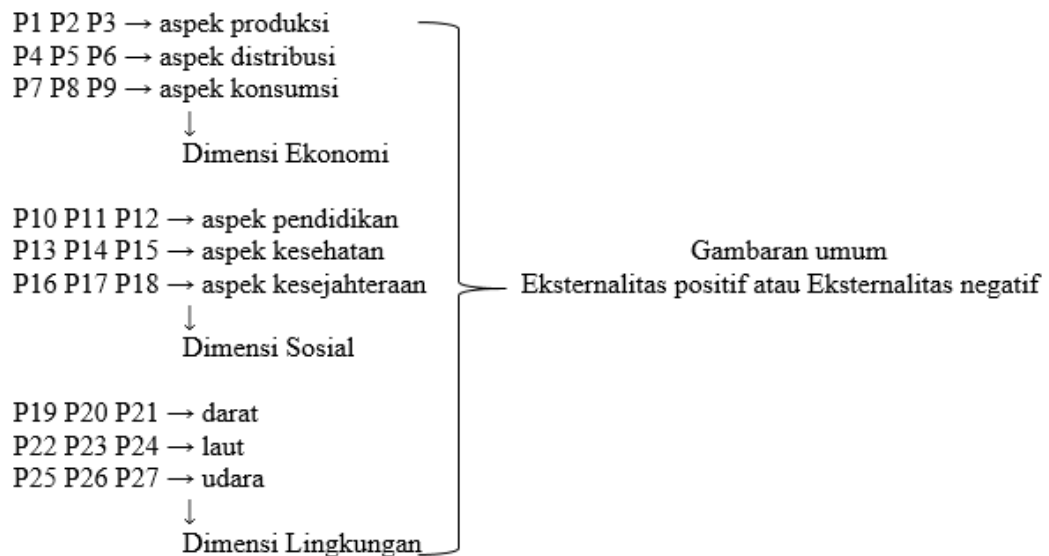 P1 P2 P3 → aspek produksi
P4 P5 P6 → aspek distribusi
P7 P8 P9 → aspek konsumsi
↓
Dimensi Ekonomi
P10 P11 P12 → aspek pendidikan
P13 P14 P15 → aspek kesehatan
P16 P17 P18 → aspek kesejahteraan
↓
Dimensi Sosial
P19 P20 P21 → darat
P22 P23 P24 → laut
P25 P26 P27 → udara
↓
Dimensi Lingkungan
Gambaran umum
Eksternalitas positif atau Eksternalitas negatif